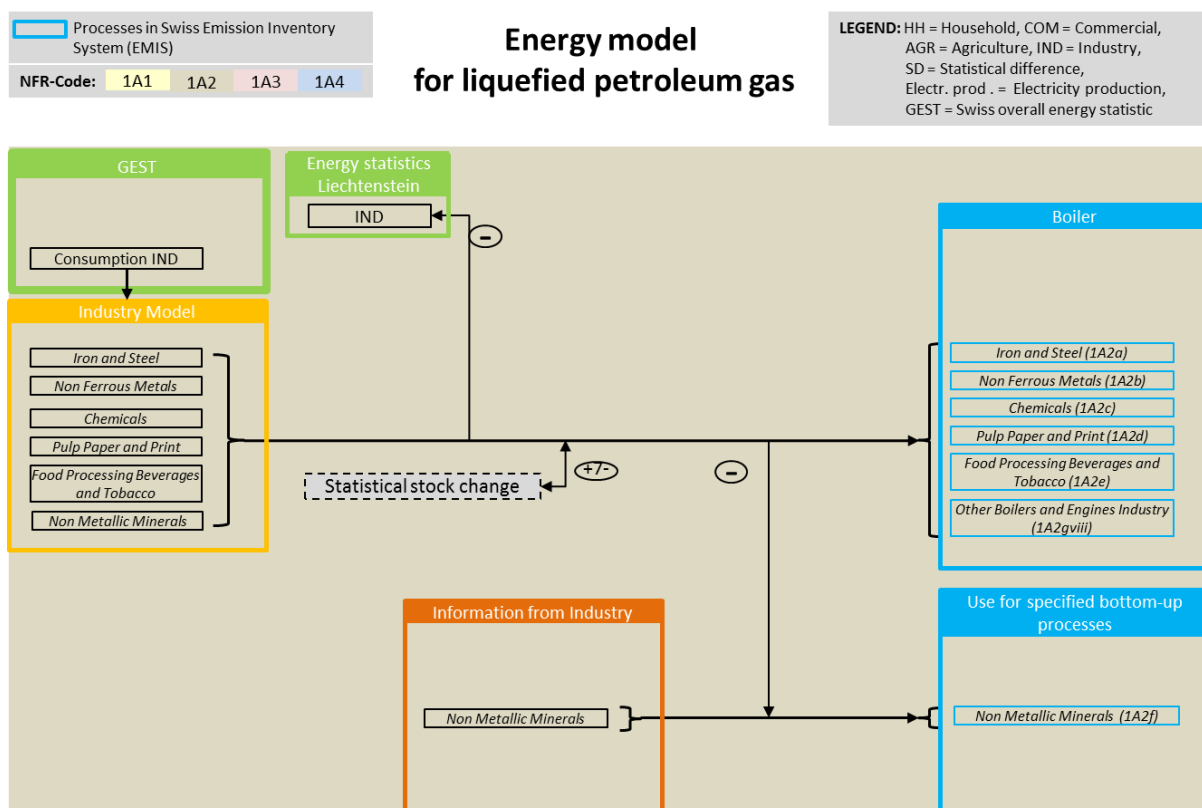 Processes in Swiss Emission Inventory
System (EMIS)
NFR-Code: 1A1 1A2 1A3 1A4
Energy model
for liquefied petroleum gas
LEGEND: HH = Household, COM = Commercial,
AGR = Agriculture, IND = Industry,
SD = Statistical difference,
Electr. prod . = Electricity production,
GEST = Swiss overall energy statistic
GEST
Consumption IND
Energy statistics
Liechtenstein
IND
-
Industry Model
Iron and Steel
Non Ferrous Metals
Chemicals
Pulp Paper and Print
Food Processing Beverages
and Tobacco
Non Metallic Minerals
Statistical stock change
+7-
-
Boiler
Iron and Steel (1A2a)
Non Ferrous Metals (1A2b)
Chemicals (1A2c)
Pulp Paper and Print (1A2d)
Food Processing Beverages and
Tobacco (1A2e)
Other Boilers and Engines Industry
(1A2gviii)
Information from Industry
Non Metallic Minerals
Use for specified bottom-up
processes
Non Metallic Minerals (1A2f)